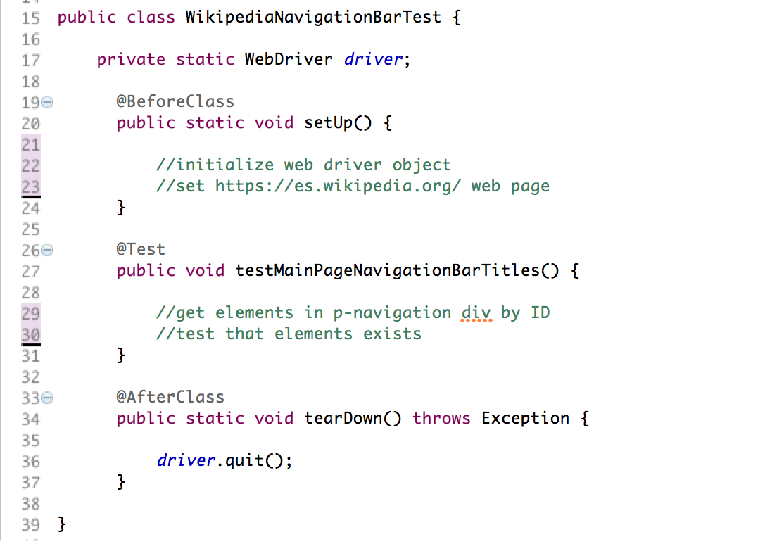 15 public class WikipediaNavigationBarTest {
16
17 private static WebDriver driver;
18
19 @BeforeClass
20 public static void setUp() {
21
22 //initialize web driver object
23 //set https://es.wikipedia.org/ web page
24 }
25
26 @Test
27 public void testMainPageNavigationBarTitles() {
28
29 //get elements in p-navigation div by ID
30 //test that elements exists
31 }
32
33 @AfterClass
34 public static void tearDown() throws Exception {
35
36 driver.quit();
37 }
38
39 }